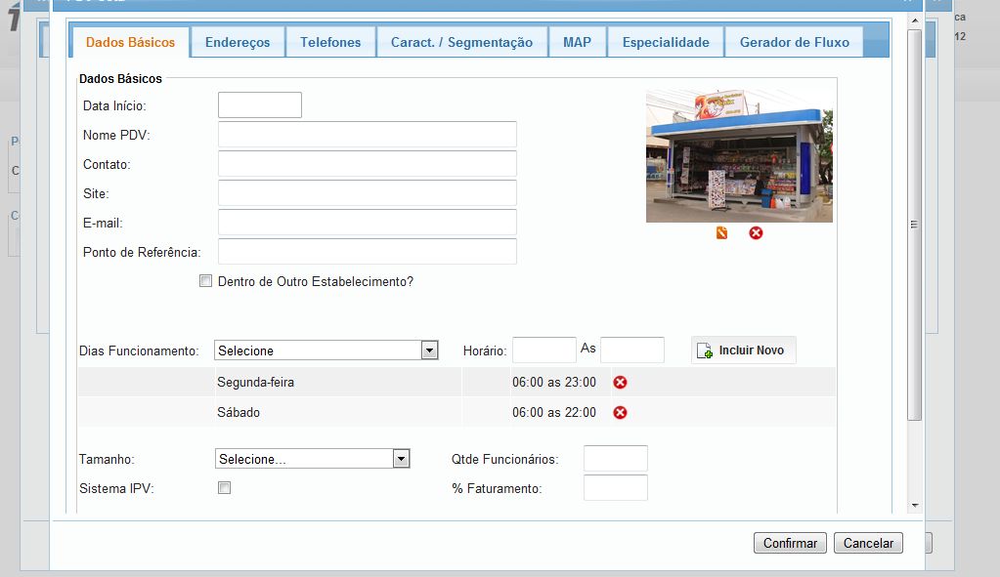 Dados Básicos Endereços Telefones Caract. / Segmentação MAP Especialidade Gerador de Fluxo
Dados Básicos
Data Início:
Nome PDV:
Contato:
Site:
E-mail:
Ponto de Referência:
Dentro de Outro Estabelecimento?
Dias Funcionamento: Selecione Horário: As Incluir Novo
Segunda-feira 06:00 as 23:00
Sábado 06:00 as 22:00
Tamanho: Selecione... Qtde Funcionários:
Sistema IPV: % Faturamento:
Confirmar Cancelar
ca
12